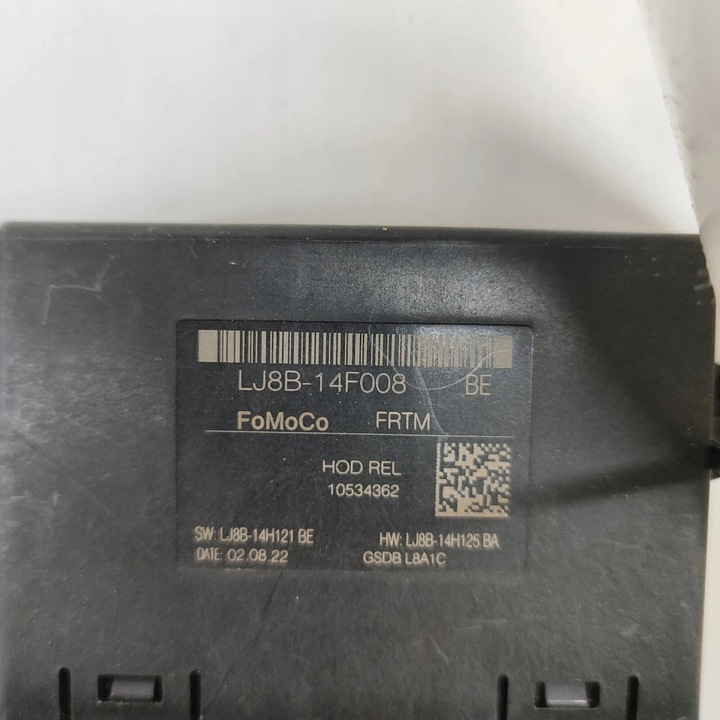 LJ8B-14F008 BE
FoMoCo FRTM
HOD REL
10534362
SW: LJ8B-14H121 BE HW: LJ8B-14H125 BA
DATE: 02.08.22 GSDB L8A1C